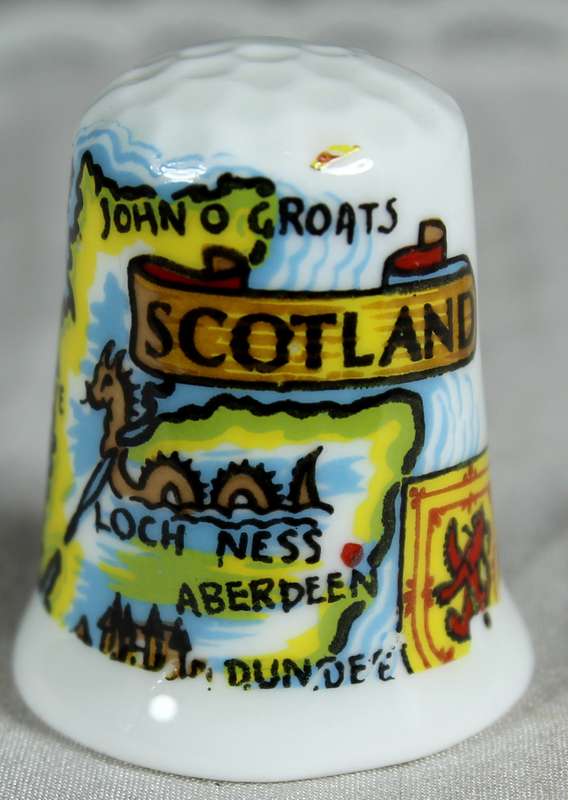 JOHN O GROATS
SCOTLAND
LOCH NESS
ABERDEEN
DUNDEE